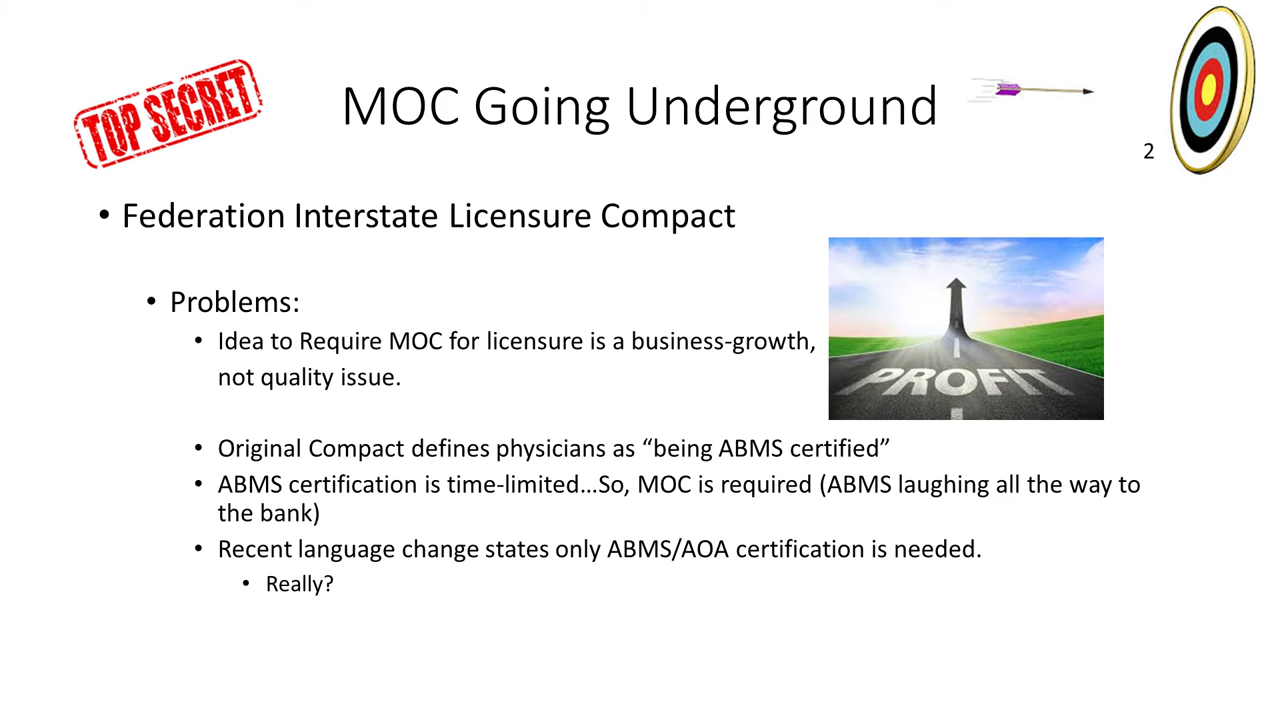 TOP SECRET
MOC Going Underground
2
• Federation Interstate Licensure Compact
• Problems:
• Idea to Require MOC for licensure is a business-growth,
not quality issue.
PROFIT
• Original Compact defines physicians as “being ABMS certified”
• ABMS certification is time-limited…So, MOC is required (ABMS laughing all the way to
the bank)
• Recent language change states only ABMS/AOA certification is needed.
• Really?